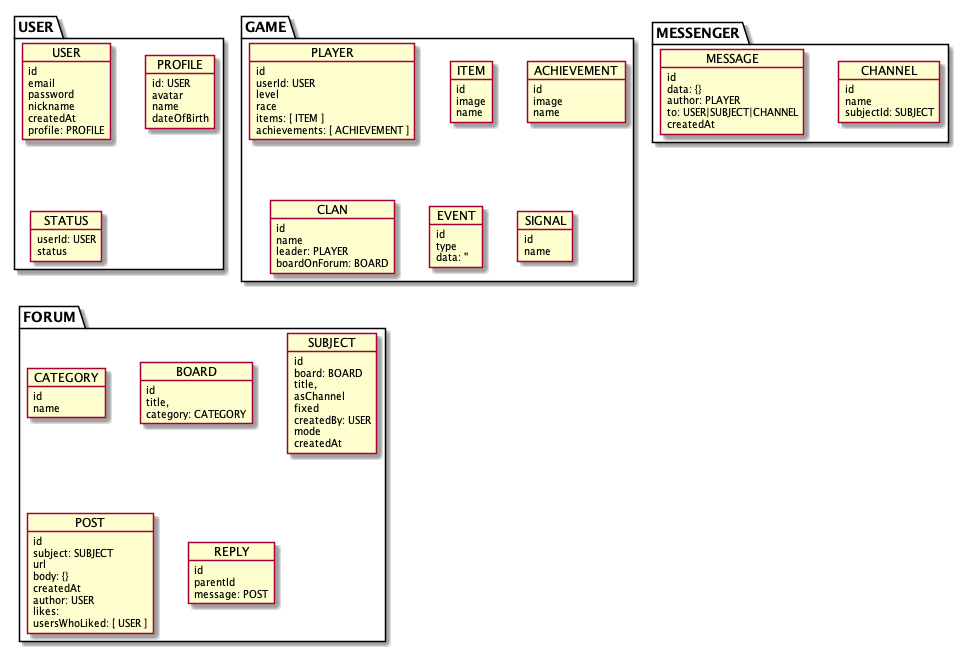 USER
USER
id
email
password
nickname
createdAt
profile: PROFILE
PROFILE
id: USER
avatar
name
dateOfBirth
STATUS
userId: USER
status
GAME
PLAYER
id
userId: USER
level
race
items: [ ITEM ]
achievements: [ ACHIEVEMENT ]
ITEM
id
image
name
ACHIEVEMENT
id
image
name
CLAN
id
name
leader: PLAYER
boardOnForum: BOARD
EVENT
id
type
data: "
SIGNAL
id
name
MESSENGER
MESSAGE
id
data: {}
author: PLAYER
to: USER|SUBJECT|CHANNEL
createdAt
CHANNEL
id
name
subjectId: SUBJECT
FORUM
CATEGORY
id
name
BOARD
id
title,
category: CATEGORY
SUBJECT
id
board: BOARD
title,
asChannel
fixed
createdBy: USER
mode
createdAt
POST
id
subject: SUBJECT
url
body: {}
createdAt
author: USER
likes:
usersWhoLiked: [ USER ]
REPLY
id
parentId
message: POST